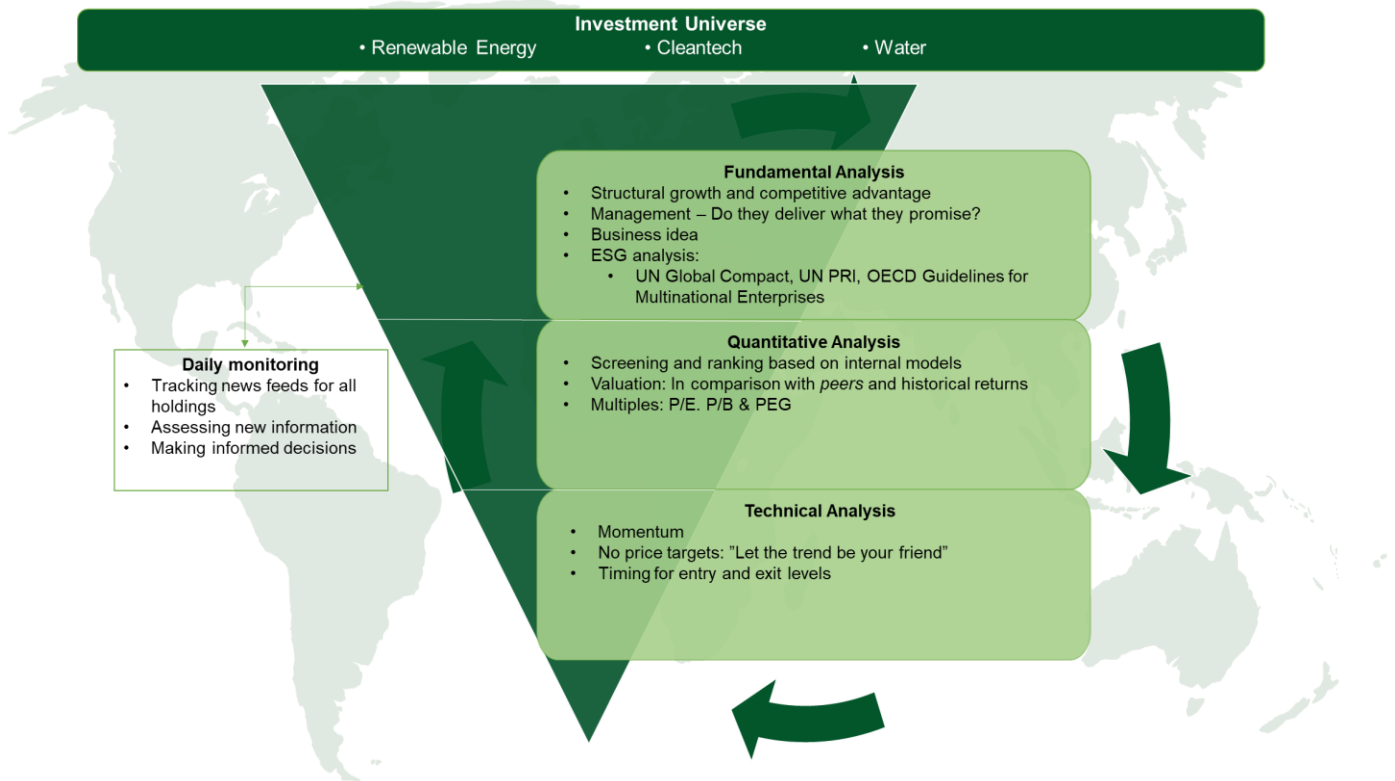 Investment Universe
• Renewable Energy • Cleantech • Water
Fundamental Analysis
• Structural growth and competitive advantage
• Management – Do they deliver what they promise?
• Business idea
• ESG analysis:
• UN Global Compact, UN PRI, OECD Guidelines for
Multinational Enterprises
Quantitative Analysis
• Screening and ranking based on internal models
• Valuation: In comparison with peers and historical returns
• Multiples: P/E. P/B & PEG
Daily monitoring
• Tracking news feeds for all
holdings
• Assessing new information
• Making informed decisions
Technical Analysis
• Momentum
• No price targets: ”Let the trend be your friend”
• Timing for entry and exit levels